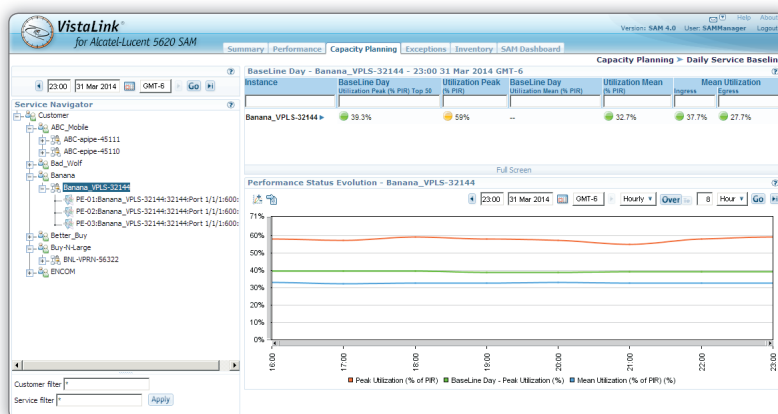 VistaLink®
for Alcatel-Lucent 5620 SAM
Help About
Version: SAM 4.0 User: SAMManager Logout
Summary Performance Capacity Planning Exceptions Inventory SAM Dashboard
Capacity Planning > Daily Service Baselin
23:00 31 Mar 2014 GMT-6 Go
Service Navigator
Customer
ABC_Mobile
ABC-epipe-45111
ABC-epipe-45110
Bad_Wolf
Banana
Banana_VPLS-32144
PE-01:Banana_VPLS-32144:32144:Port 1/1/1:600:
PE-02:Banana_VPLS-32144:32144:Port 1/1/1:600:
PE-03:Banana_VPLS-32144:32144:Port 1/1/1:600:
Better_Buy
Buy-N-Large
BNL-VPRN-56322
ENCOM
Customer filter *
Service filter * Apply
BaseLine Day - Banana_VPLS-32144 - 23:00 31 Mar 2014 GMT-6
Instance BaseLine Day Utilization Peak BaseLine Day Utilization Mean Mean Utilization
Utilization Peak (% PIR) Top 50 (% PIR) Utilization Mean (% PIR) (% PIR) Ingress Egress
Banana_VPLS-32144 39.3% 59% -- 32.7% 37.7% 27.7%
Full Screen
Performance Status Evolution - Banana_VPLS-32144
23:00 31 Mar 2014 GMT-6 Hourly Over 8 Hour Go
71%
60%
50%
40%
30%
20%
10%
0%
16:00 17:00 18:00 19:00 20:00 21:00 22:00 23:00
Peak Utilization (% of PIR) BaseLine Day - Peak Utilization (%) Mean Utilization (% of PIR) (%)